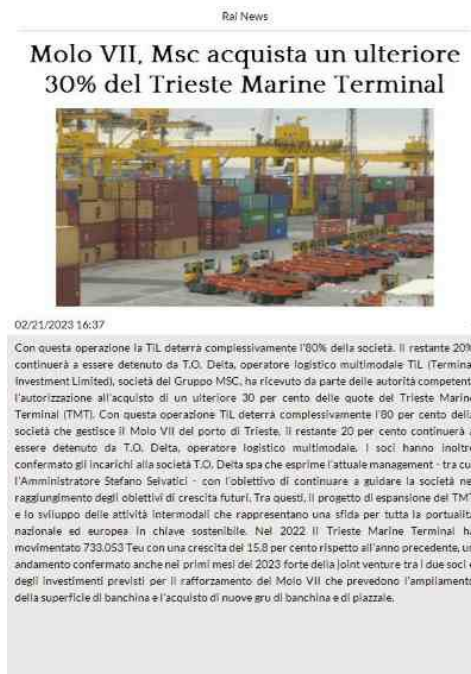 Rai News
Molo VII, Msc acquista un ulteriore
30% del Trieste Marine Terminal
02/21/2023 16:37
Con questa operazione la TiL deterrà complessivamente l'80% della società. Il restante 20%
continuerà a essere detenuto da T.O. Delta, operatore logistico multimodale TiL (Terminal
Investment Limited), società del Gruppo MSC, ha ricevuto da parte delle autorità competenti
l'autorizzazione all'acquisto di un ulteriore 30 per cento delle quote del Trieste Marine
Terminal (TMT). Con questa operazione TiL deterrà complessivamente l'80 per cento della
società che gestisce il Molo VII del porto di Trieste, il restante 20 per cento continuerà a
essere detenuto da T.O. Delta, operatore logistico multimodale. I soci hanno inoltre
confermato gli incarichi alla società T.O. Delta spa che esprime l'attuale management - tra cui
l'Amministratore Stefano Selvatici - con l'obiettivo di continuare a guidare la società nel
raggiungimento degli obiettivi di crescita futuri. Tra questi, il progetto di espansione del TMT
e lo sviluppo delle attività intermodali che rappresentano una sfida per tutta la portualità
nazionale ed europea in chiave sostenibile. Nel 2022 il Trieste Marine Terminal ha
movimentato 733.053 Teu con una crescita del 15.8 per cento rispetto all'anno precedente, un
andamento confermato anche nei primi mesi del 2023 forte della joint venture tra i due soci e
degli investimenti previsti per il rafforzamento del Molo VII che prevedono l'ampliamento
della superficie di banchina e l'acquisto di nuove gru di banchina e di piazzale.